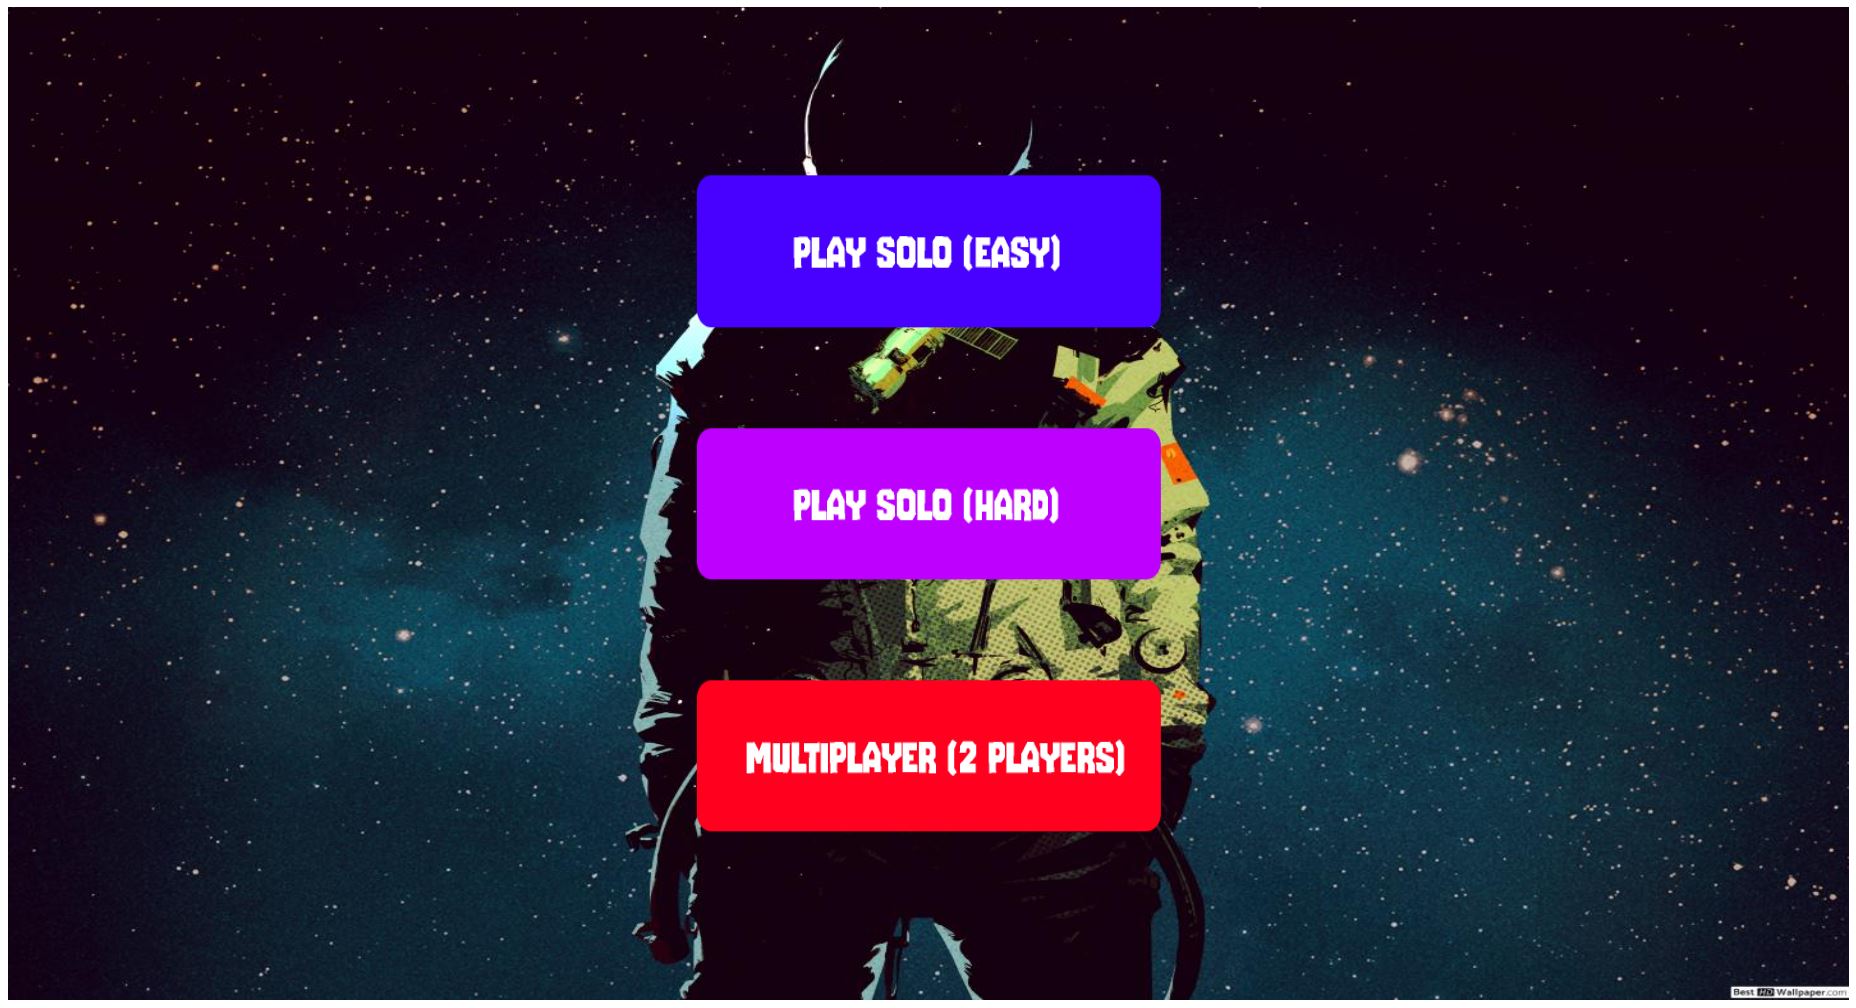 PLAY SOLO (EASY)
PLAY SOLO (HARD)
MULTIPLAYER (2 PLAYERS)
Best HD Wallpaper.com